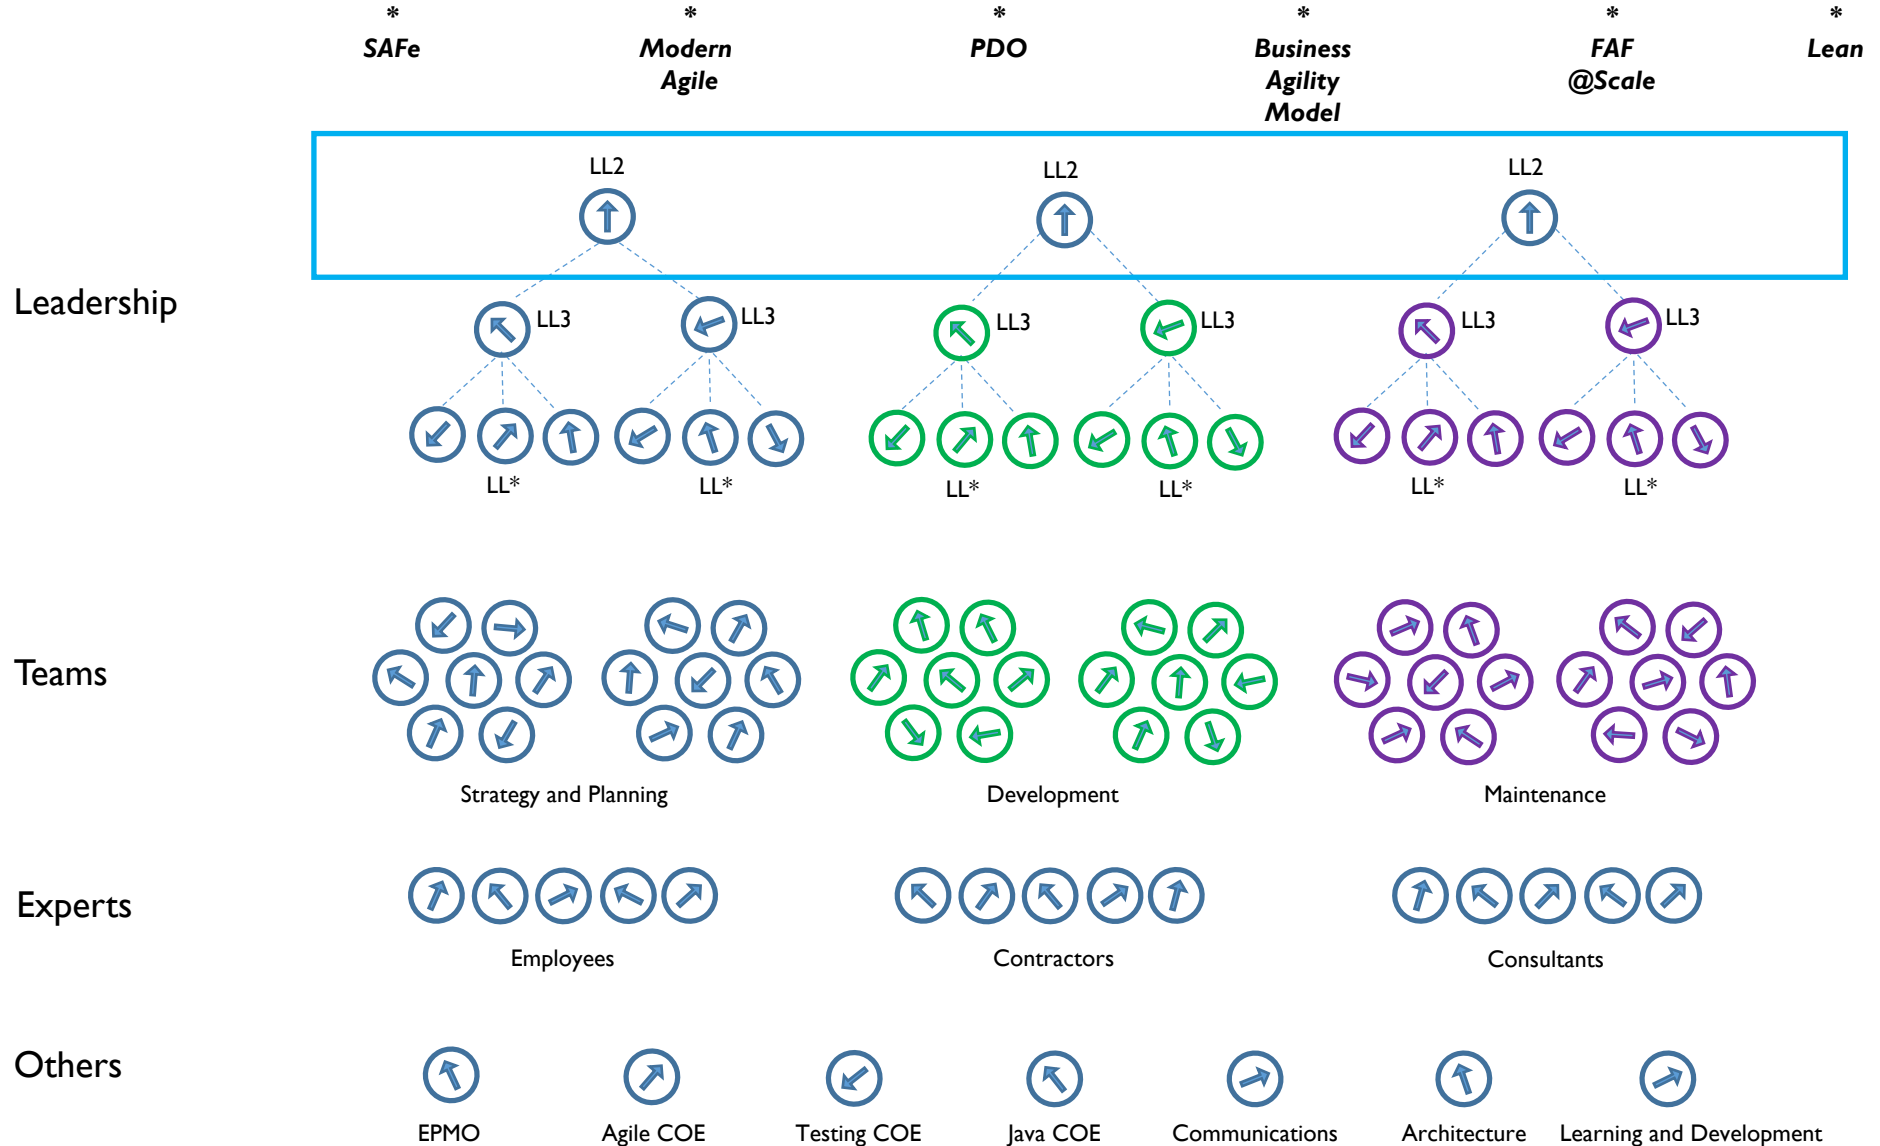 * * * * * *
SAFe Modern PDO Business FAF Lean
Agile Agility @Scale
Model
LL2 LL2 LL2
Leadership
LL3 LL3 LL3 LL3 LL3 LL3
LL* LL* LL* LL* LL* LL*
Teams
Strategy and Planning Development Maintenance
Experts
Employees Contractors Consultants
Others
EPMO Agile COE Testing COE Java COE Communications Architecture Learning and Development